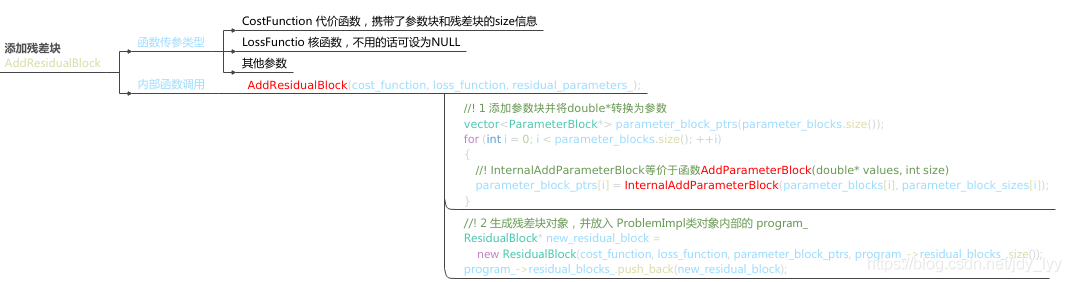 添加残差块
AddResidualBlock
函数传参类型
CostFunction 代价函数，携带了参数块和残差块的size信息
LossFunctio 核函数，不用的话可设为NULL
其他参数
内部函数调用
AddResidualBlock(cost_function, loss_function, residual_parameters_);
//! 1 添加参数块并将double*转换为参数
vector<ParameterBlock*> parameter_block_ptrs(parameter_blocks.size());
for (int i = 0; i < parameter_blocks.size(); ++i)
{
//! InternalAddParameterBlock等价于函数AddParameterBlock(double* values, int size)
parameter_block_ptrs[i] = InternalAddParameterBlock(parameter_blocks[i], parameter_block_sizes[i]);
}
//! 2 生成残差块对象，并放入 ProblemImpl类对象内部的 program_
ResidualBlock* new_residual_block =
new ResidualBlock(cost_function, loss_function, parameter_block_ptrs, program_->residual_blocks_.size());
program_->residual_blocks_.push_back(new_residual_block);
https://blog.csdn.net/jdy_lyy